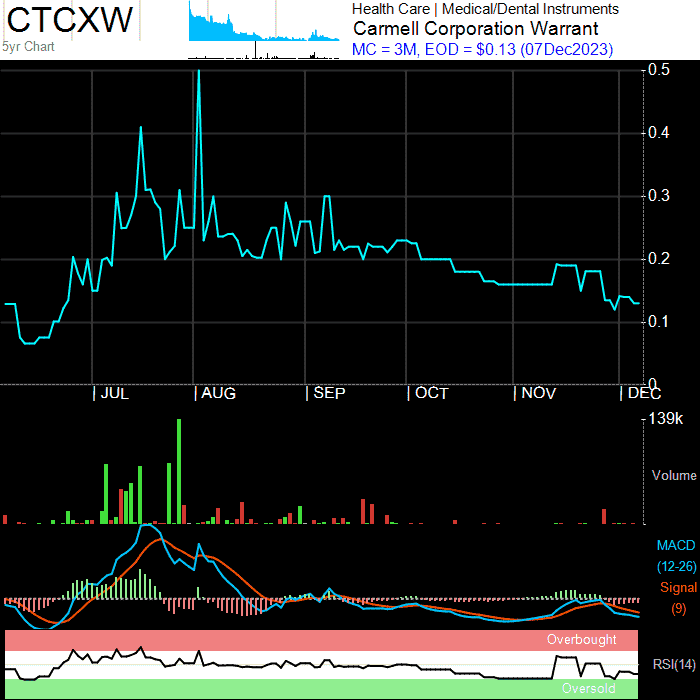 CTCXW
5yr Chart
Health Care | Medical/Dental Instruments
Carmell Corporation Warrant
MC = 3M, EOD = $0.13 (07Dec2023)
0.5
0.4
0.3
0.2
0.1
0
JUL AUG SEP OCT NOV DEC
139k
Volume
MACD
(12-26)
Signal
(9)
Overbought
RSI(14)
Oversold